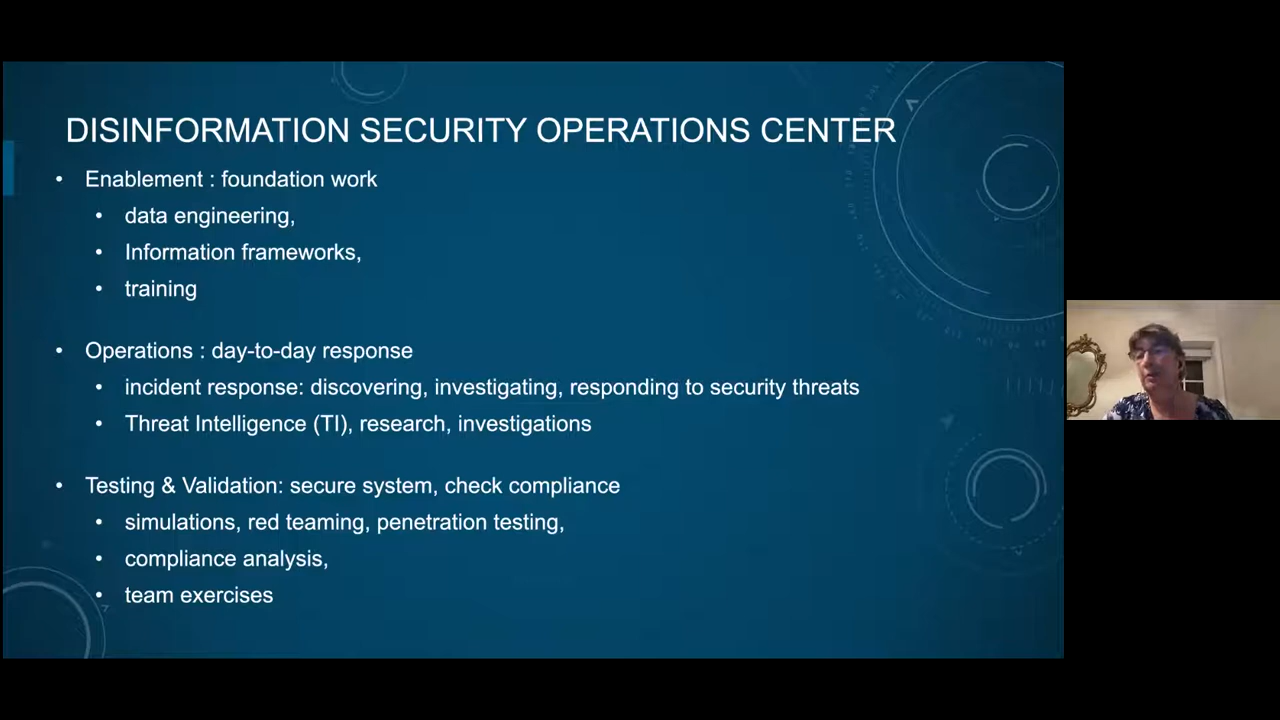 DISINFORMATION SECURITY OPERATIONS CENTER
• Enablement : foundation work
• data engineering,
• Information frameworks,
• training
• Operations : day-to-day response
• incident response: discovering, investigating, responding to security threats
• Threat Intelligence (TI), research, investigations
• Testing & Validation: secure system, check compliance
• simulations, red teaming, penetration testing,
• compliance analysis,
• team exercises